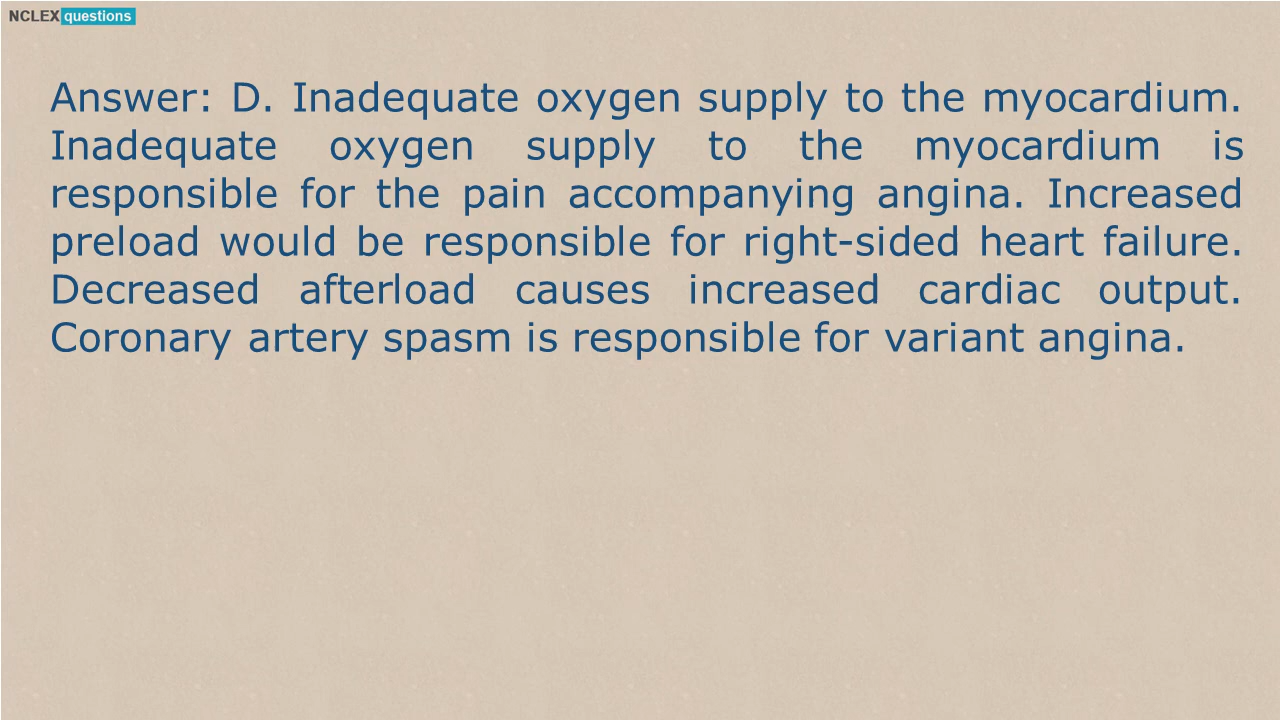 NCLEX questions
Answer: D. Inadequate oxygen supply to the myocardium.
Inadequate oxygen supply to the myocardium is
responsible for the pain accompanying angina. Increased
preload would be responsible for right-sided heart failure.
Decreased afterload causes increased cardiac output.
Coronary artery spasm is responsible for variant angina.